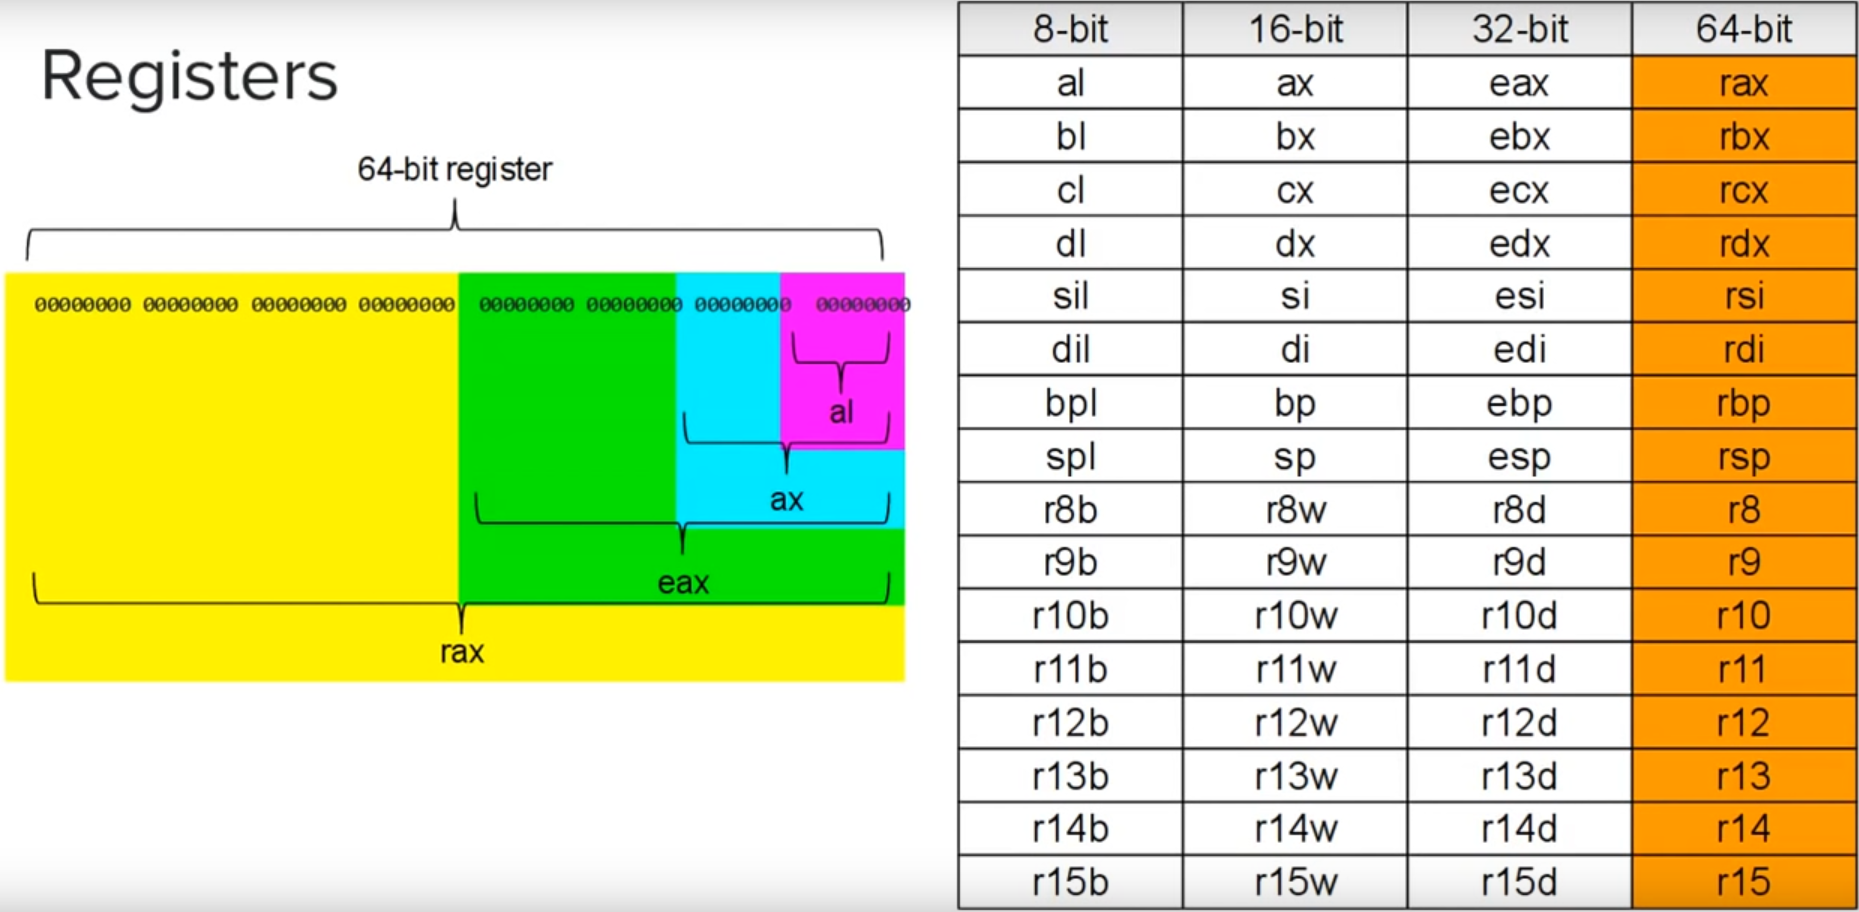 Registers
64-bit register
00000000 00000000 00000000 00000000 00000000 00000000 00000000 00000000
al
ax
eax
rax
8-bit 16-bit 32-bit 64-bit
al ax eax rax
bl bx ebx rbx
cl cx ecx rcx
dl dx edx rdx
sil si esi rsi
dil di edi rdi
bpl bp ebp rbp
spl sp esp rsp
r8b r8w r8d r8
r9b r9w r9d r9
r10b r10w r10d r10
r11b r11w r11d r11
r12b r12w r12d r12
r13b r13w r13d r13
r14b r14w r14d r14
r15b r15w r15d r15